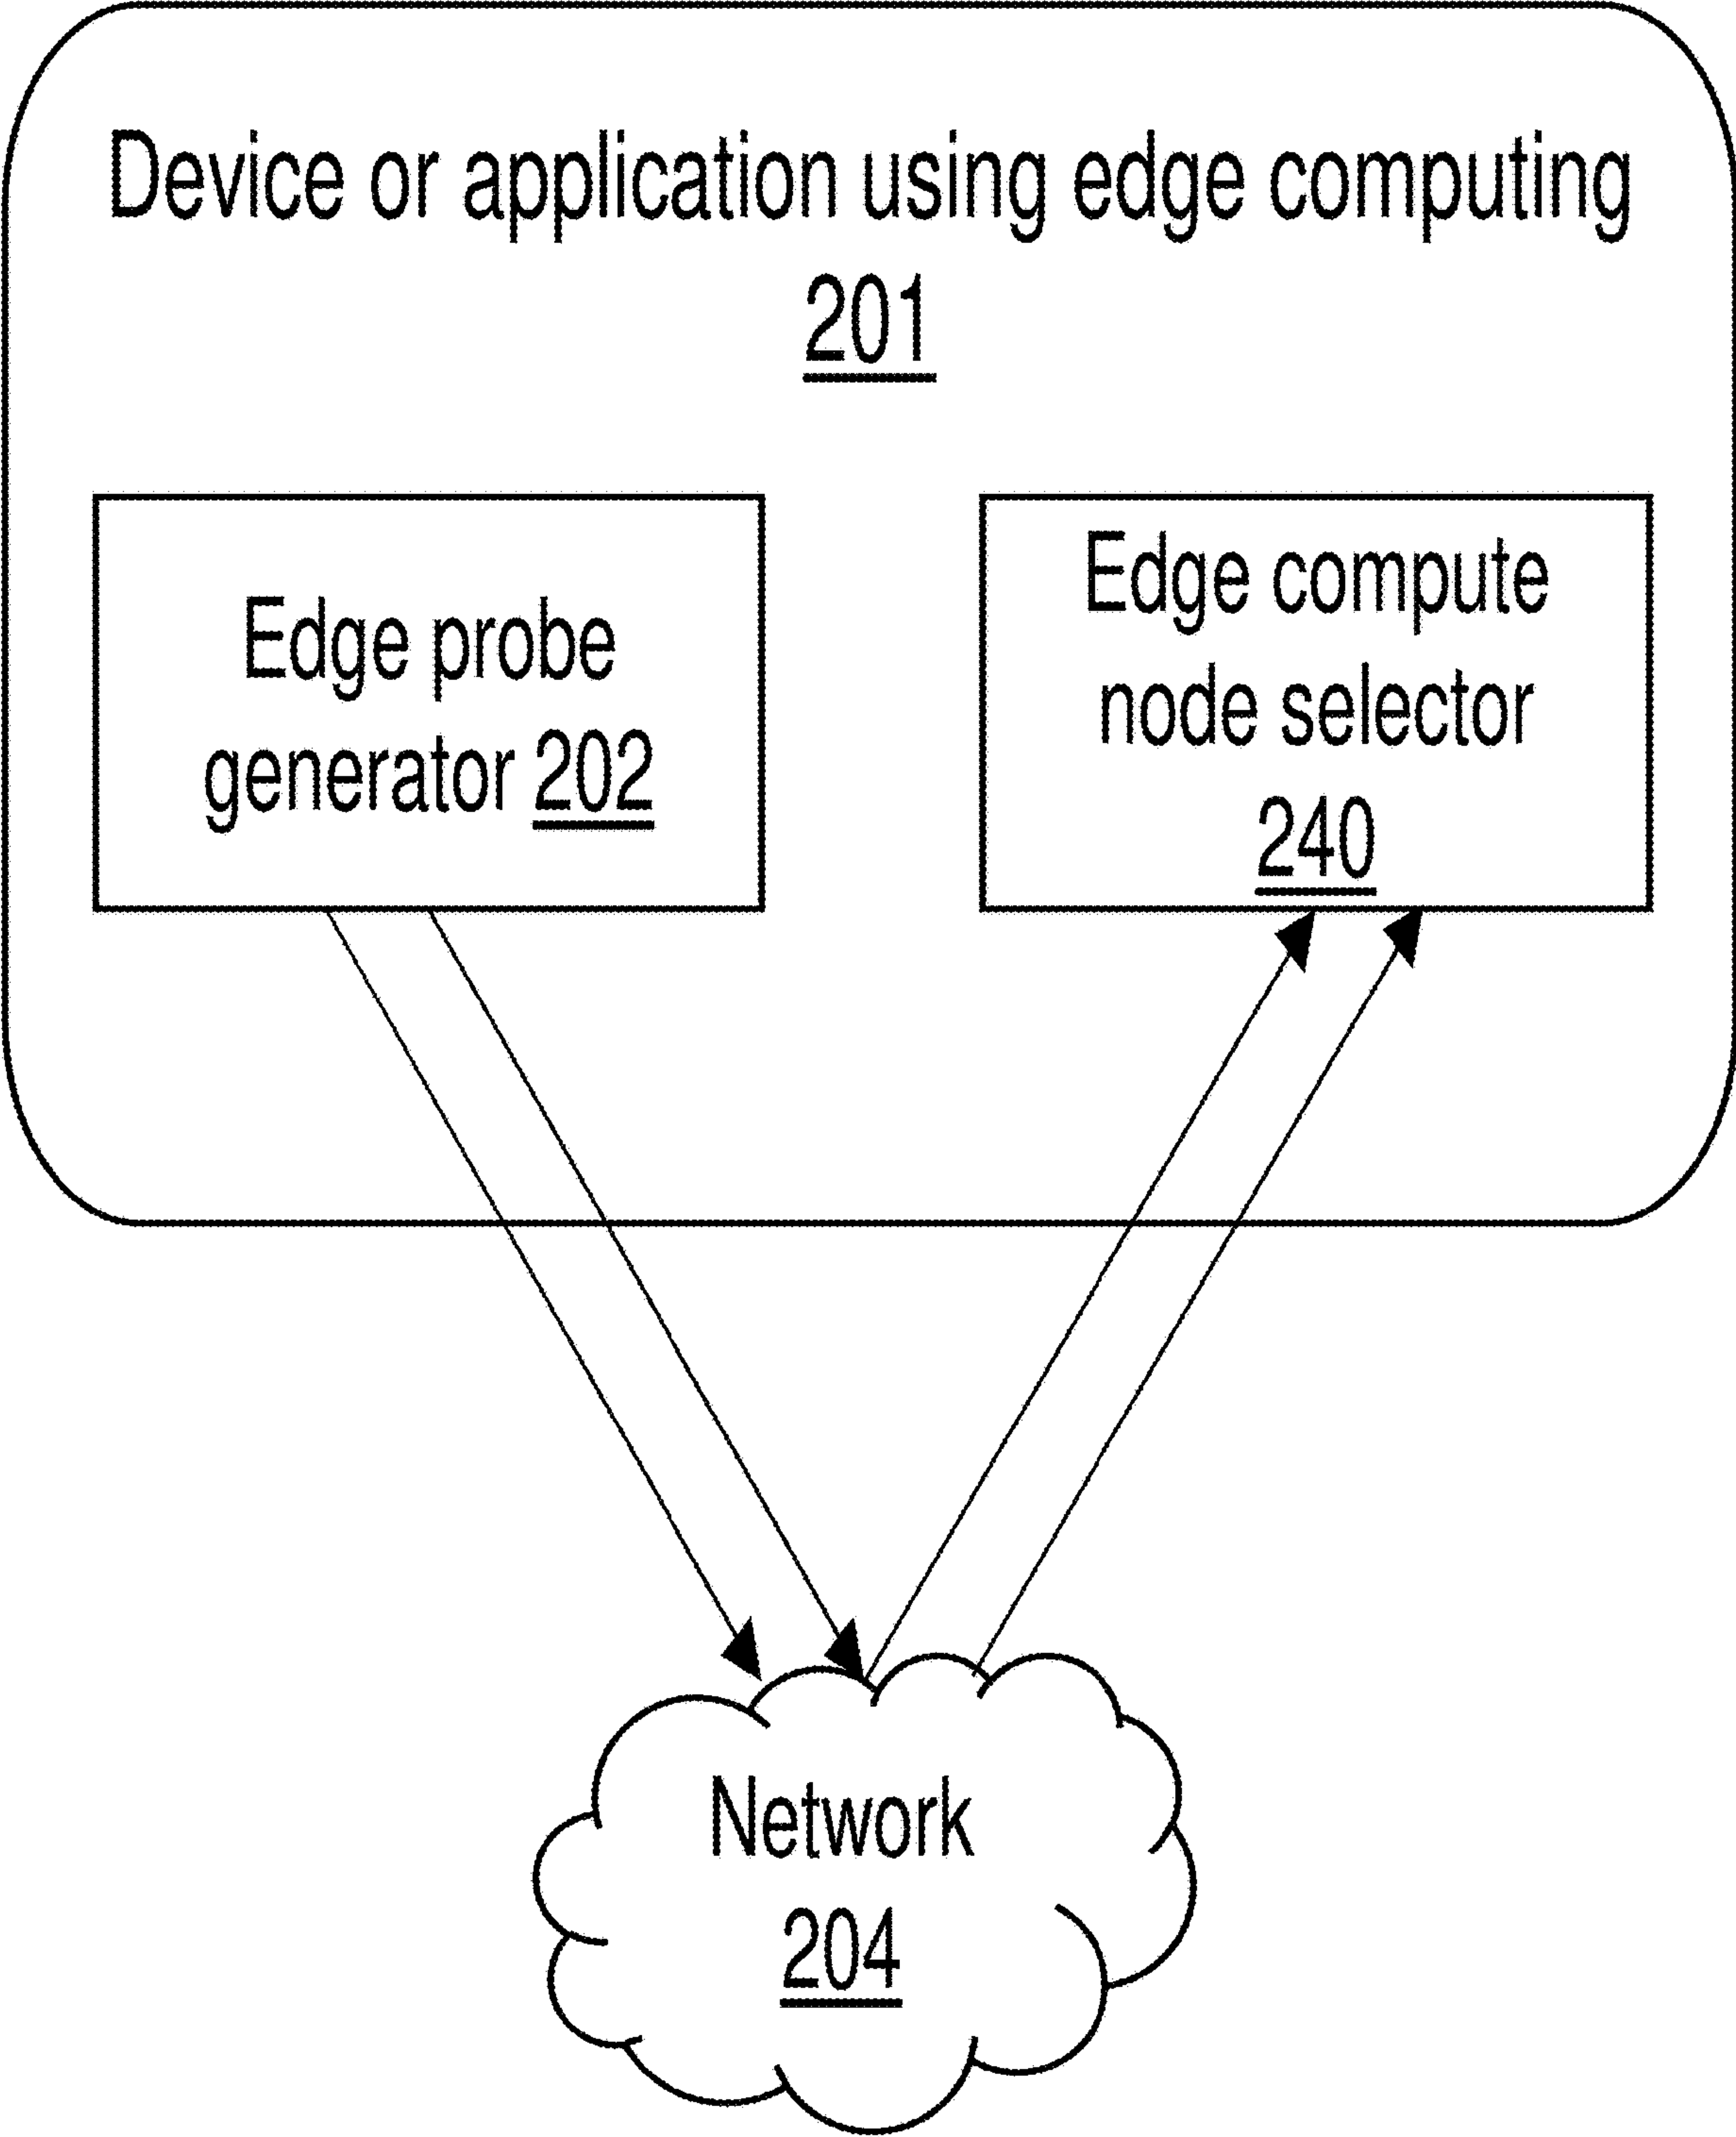 Device or application using edge computing
201
Edge probe
generator 202
Edge compute
node selector
240
Network
204